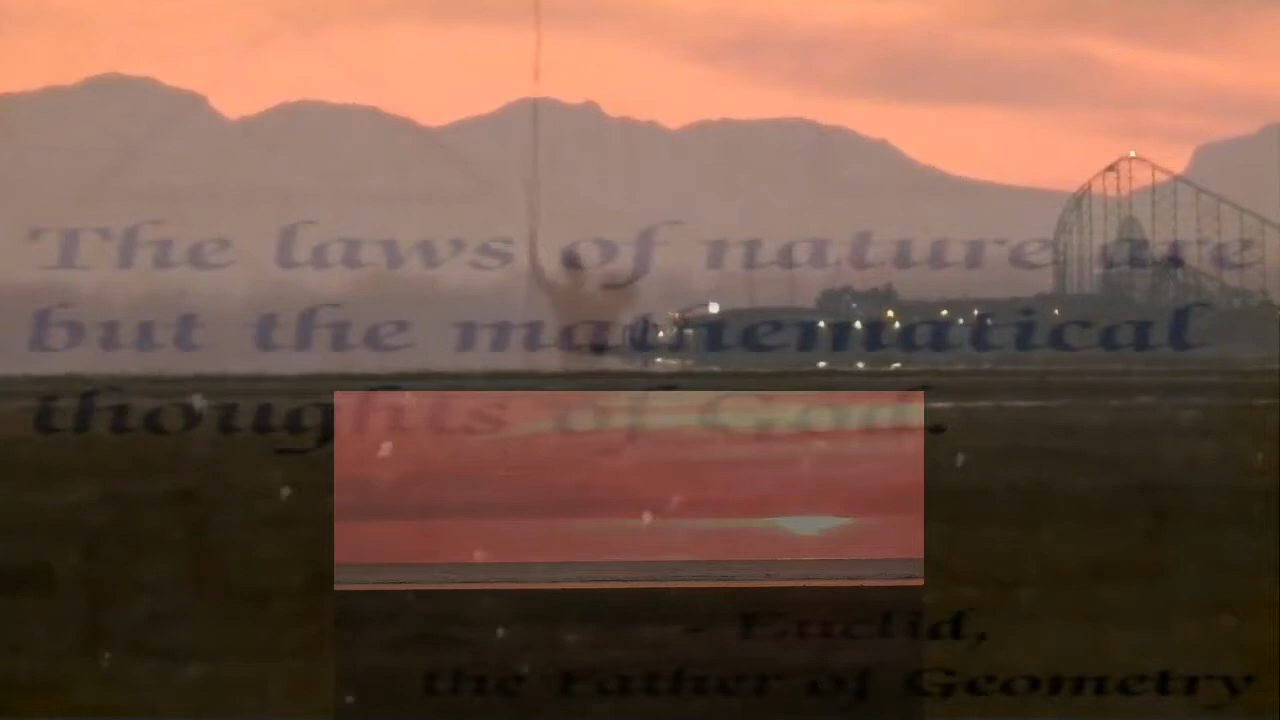 The laws of nature are
but the mathematical
thoughts of God.
- Euclid,
the Father of Geometry